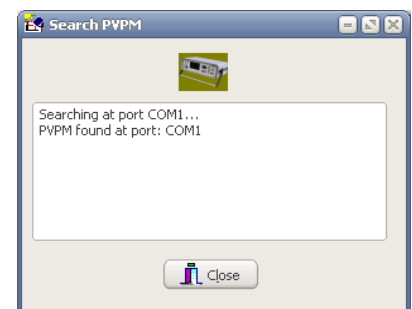 Search PVPM
Searching at port COM1...
PVPM found at port: COM1
Close